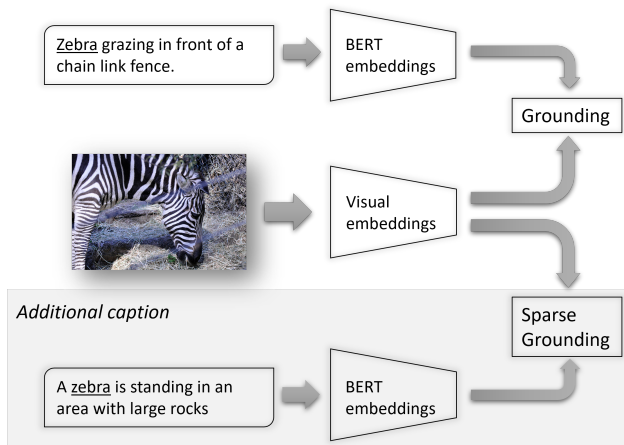 Zebra grazing in front of a
chain link fence.
BERT
embeddings
Grounding
Visual
embeddings
Additional caption
Sparse
Grounding
A zebra is standing in an
area with large rocks
BERT
embeddings